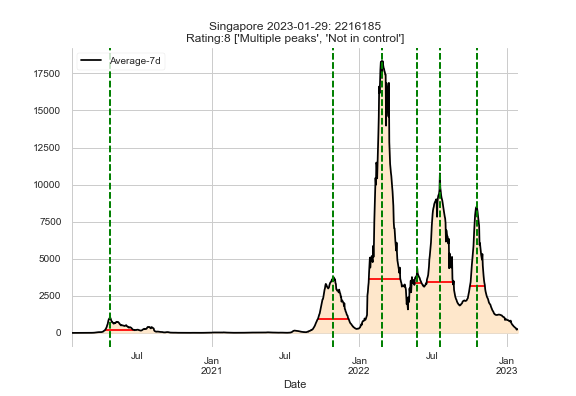 Singapore 2023-01-29: 2216185
Rating:8 ['Multiple peaks', 'Not in control']
Average-7d
17500
15000
12500
10000
7500
5000
2500
0
Jul
Jan
2021
Jul
Jan
2022
Jul
Jan
2023
Date